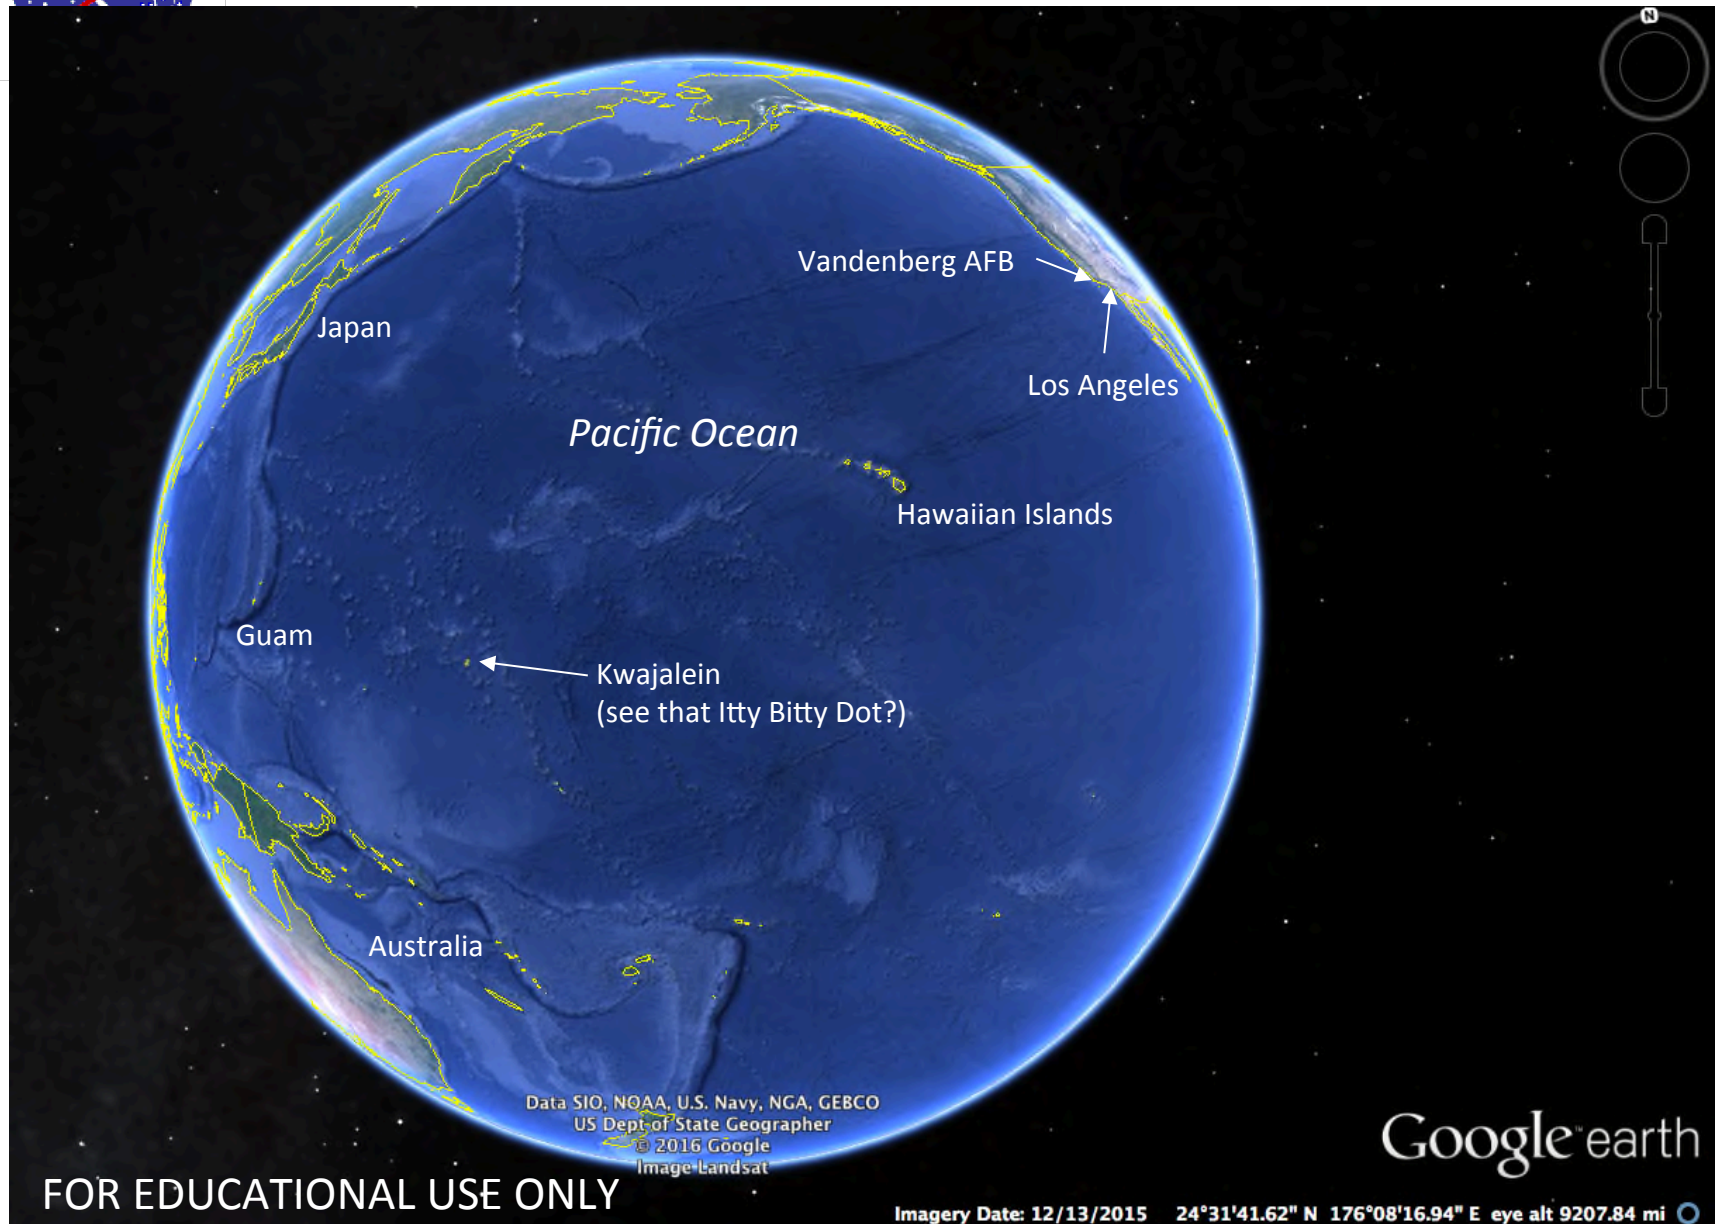 N
Vandenberg AFB
Japan
Los Angeles
Pacific Ocean
Hawaiian Islands
Guam
Kwajalein
(see that Itty Bitty Dot?)
Australia
Data SIO, NOAA, U.S. Navy, NGA, GEBCO
US Dept of State Geographer
© 2016 Google
Image Landsat
Google™ earth
FOR EDUCATIONAL USE ONLY
Imagery Date: 12/13/2015 24°31'41.62" N 176°08'16.94" E eye alt 9207.84 mi